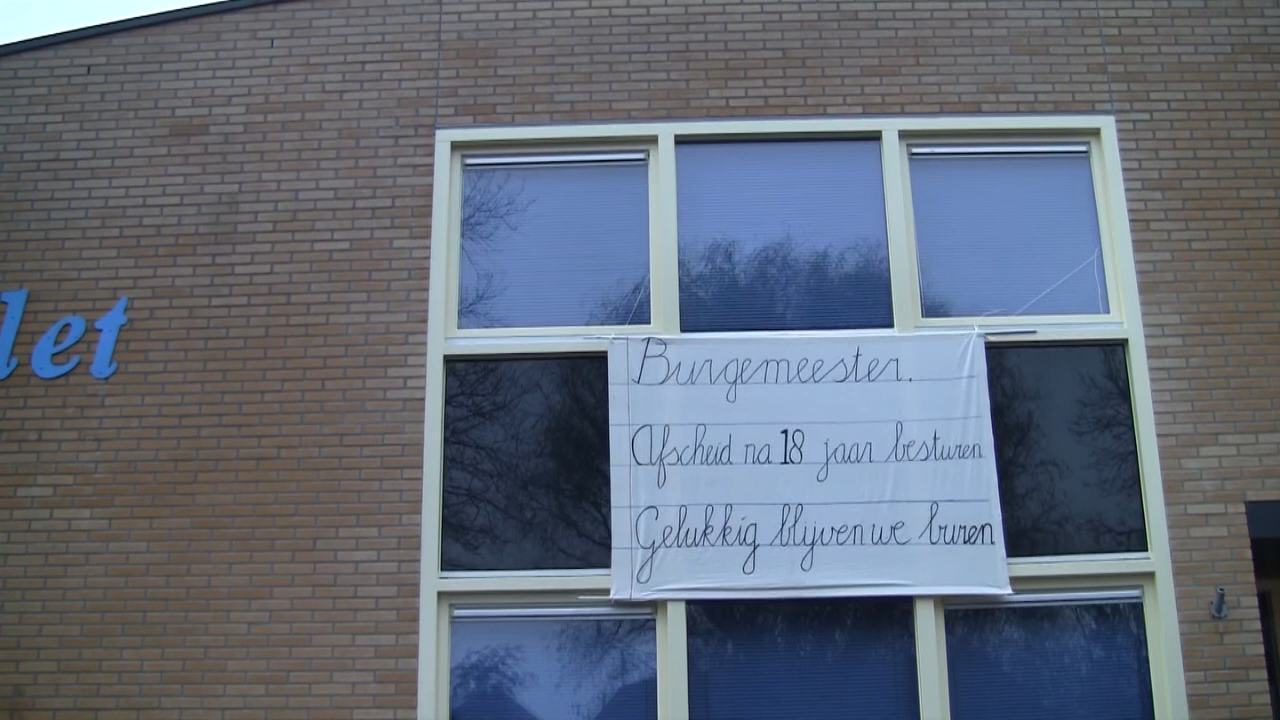 let
Burgemeester.
Afscheid na 18 jaar besturen
Gelukkig blijven we buren